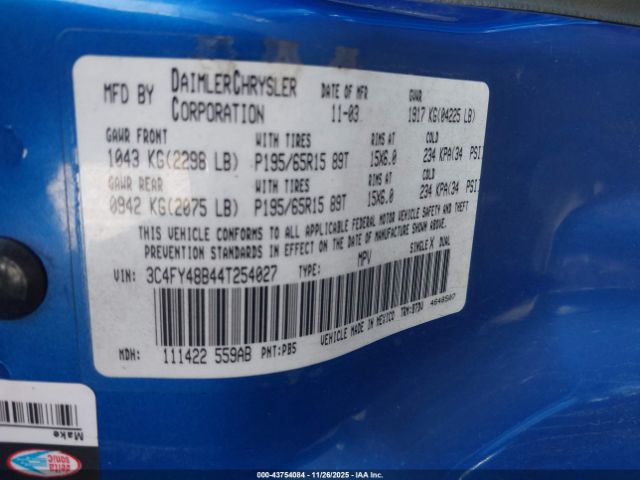 MFD BY DAIMLERCHRYSLER CORPORATION DATE OF MFR 11-03 GVWR 1917 KG(04225 LB)
GAWR FRONT WITH TIRES RIMS AT COLD
1043 KG(2298 LB) P195/65R15 89T 15X6.0 234 KPA(34 PSI)
GAWR REAR WITH TIRES RIMS AT COLD
0942 KG(2075 LB) P195/65R15 89T 15X6.0 234 KPA(34 PSI)
THIS VEHICLE CONFORMS TO ALL APPLICABLE FEDERAL MOTOR VEHICLE SAFETY AND THEFT
PREVENTION STANDARDS IN EFFECT ON THE DATE OF MANUFACTURE SHOWN ABOVE.
VIN: 3C4FY48B44T254027 TYPE: MPV SINGLE X DUAL
VEHICLE MADE IN MEXICO 4648507
MDH: 111422 559AB PNT:PB5
Make
00-43754084 - 11/26/2025 - IAA Inc.